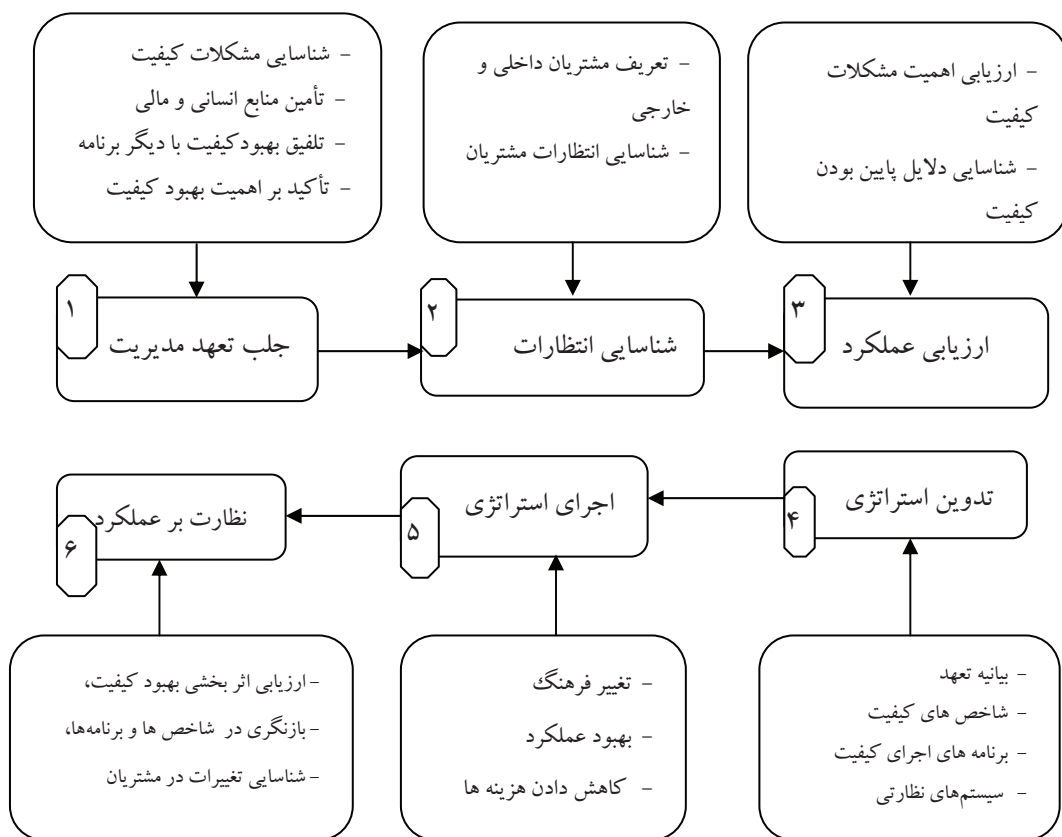 - شناسایی مشکلات کیفیت
- تأمین منابع انسانی و مالی
- تلفیق بهبودکیفیت با دیگر برنامه
- تأکید بر اهمیت بهبود کیفیت
- تعریف مشتریان داخلی و
خارجی
- شناسایی انتظارات مشتریان
- ارزیابی اهمیت مشکلات
کیفیت
- شناسایی دلایل پایین بودن
کیفیت
۱
جلب تعهد مدیریت
۲
شناسایی انتظارات
۳
ارزیابی عملکرد
تدوین استراتژی
۴
اجرای استراتژی
۵
نظارت بر عملکرد
۶
- بیانیه تعهد
- شاخص های کیفیت
- برنامه های اجرای کیفیت
- سیستم‌های نظارتی
- تغییر فرهنگ
- بهبود عملکرد
- کاهش دادن هزینه ها
- ارزیابی اثر بخشی بهبود کیفیت،
- بازنگری در شاخص ها و برنامه‌ها،
- شناسایی تغییرات در مشتریان